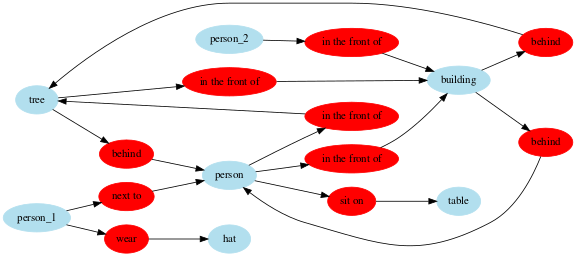 person_2
in the front of
behind
in the front of
building
tree
in the front of
behind
in the front of
behind
person
next to
sit on
table
person_1
wear
hat